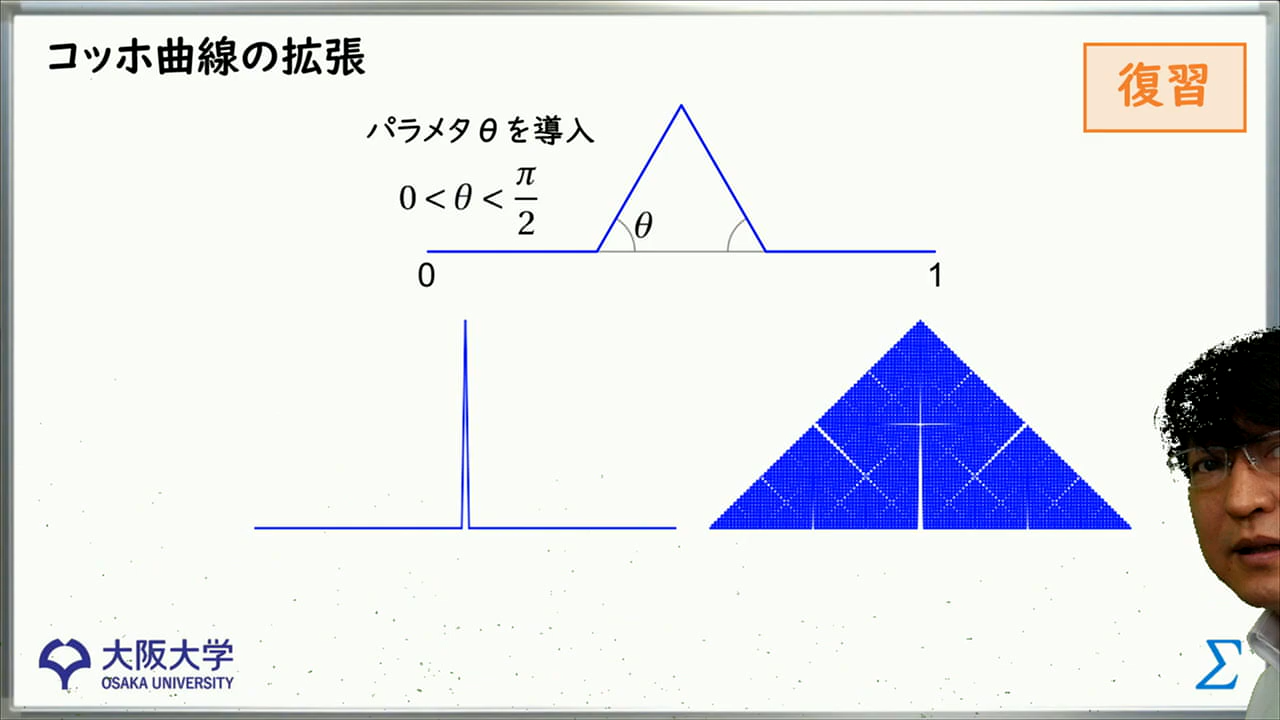 コッホ曲線の拡張
復習
パラメタθを導入
0 < θ < π/2
θ
0
1
大阪大学
OSAKA UNIVERSITY
Σ